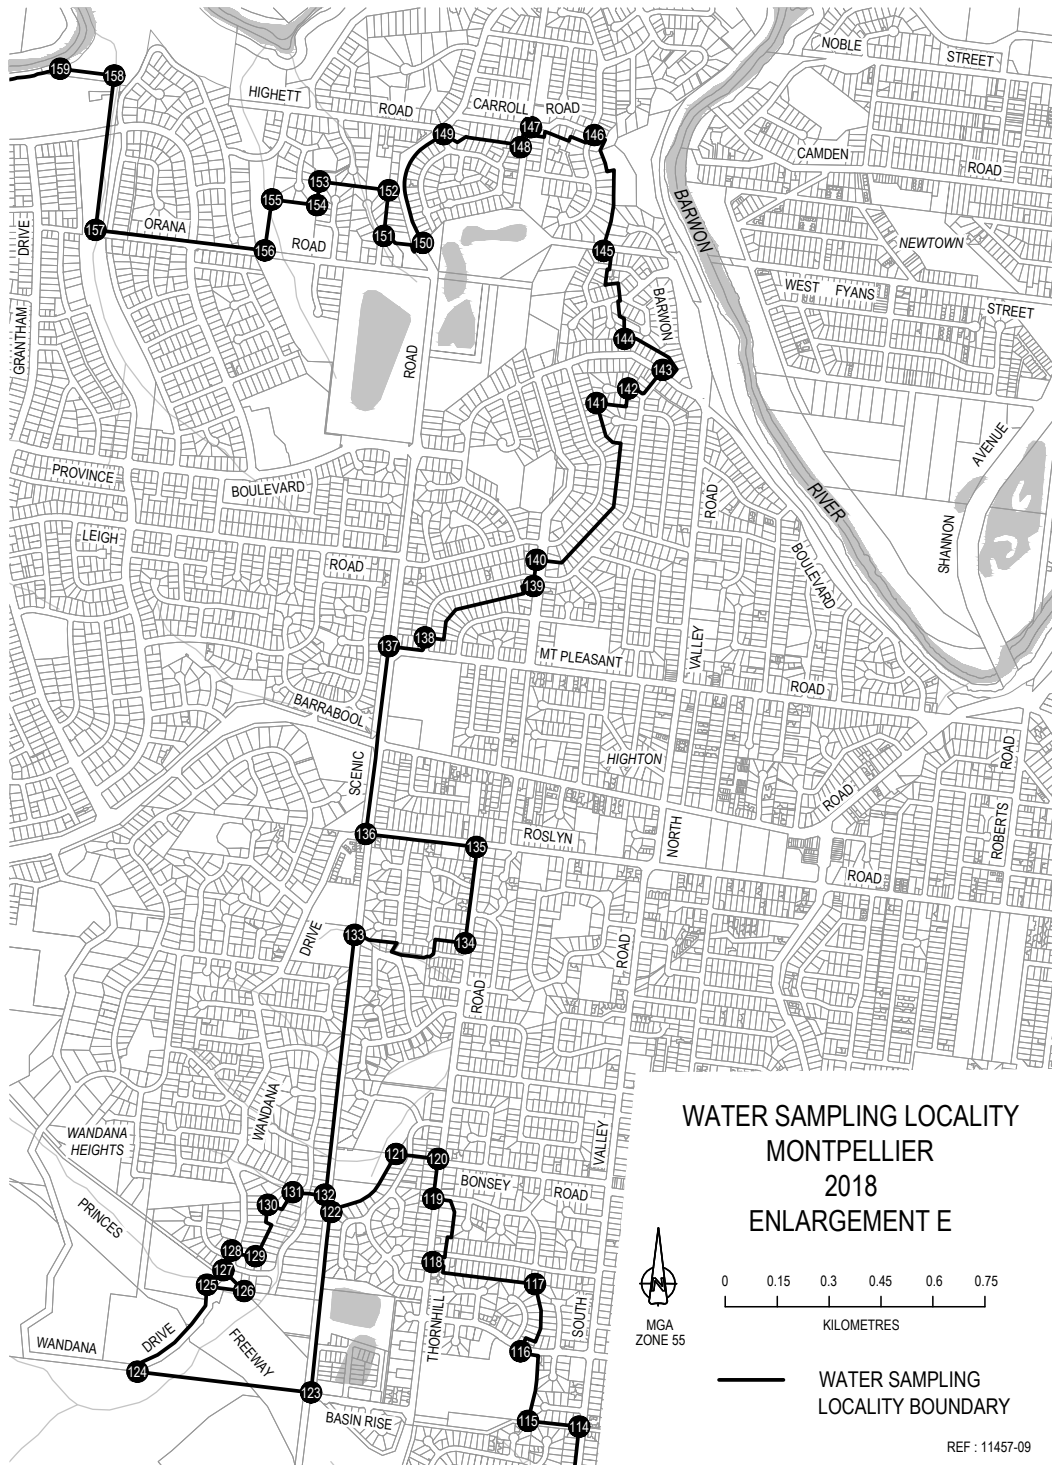 159
158
NOBLE
STREET
HIGHETT
ROAD
CARROLL ROAD
147
146
149
148
CAMDEN
ROAD
153
152
155
154
BARWON
157
ORANA
ROAD
156
151
150
145
NEWTOWN
DRIVE
WEST FYANS
STREET
BARWON
GRANTHAM
144
ROAD
143
142
141
AVENUE
PROVINCE
BOULEVARD
ROAD
RIVER
LEIGH
ROAD
SHANNON
BOULEVARD
140
139
138
137
VALLEY
MT PLEASANT
ROAD
BARRABOOL
SCENIC
HIGHTON
ROAD
ROAD
136
ROSLYN
135
NORTH
ROBERTS
ROAD
133
134
DRIVE
ROAD
ROAD
WANDANA
WANDANA
HEIGHTS
VALLEY
121
120
BONSEY
ROAD
131
132
119
130
122
PRINCES
128
129
127
118
125
126
117
SOUTH
THORNHILL
WANDANA
DRIVE
FREEWAY
116
124
123
BASIN RISE
115
114
WATER SAMPLING LOCALITY
MONTPELLIER
2018
ENLARGEMENT E
N
MGA
ZONE 55
0 0.15 0.3 0.45 0.6 0.75
KILOMETRES
WATER SAMPLING
LOCALITY BOUNDARY
REF : 11457-09